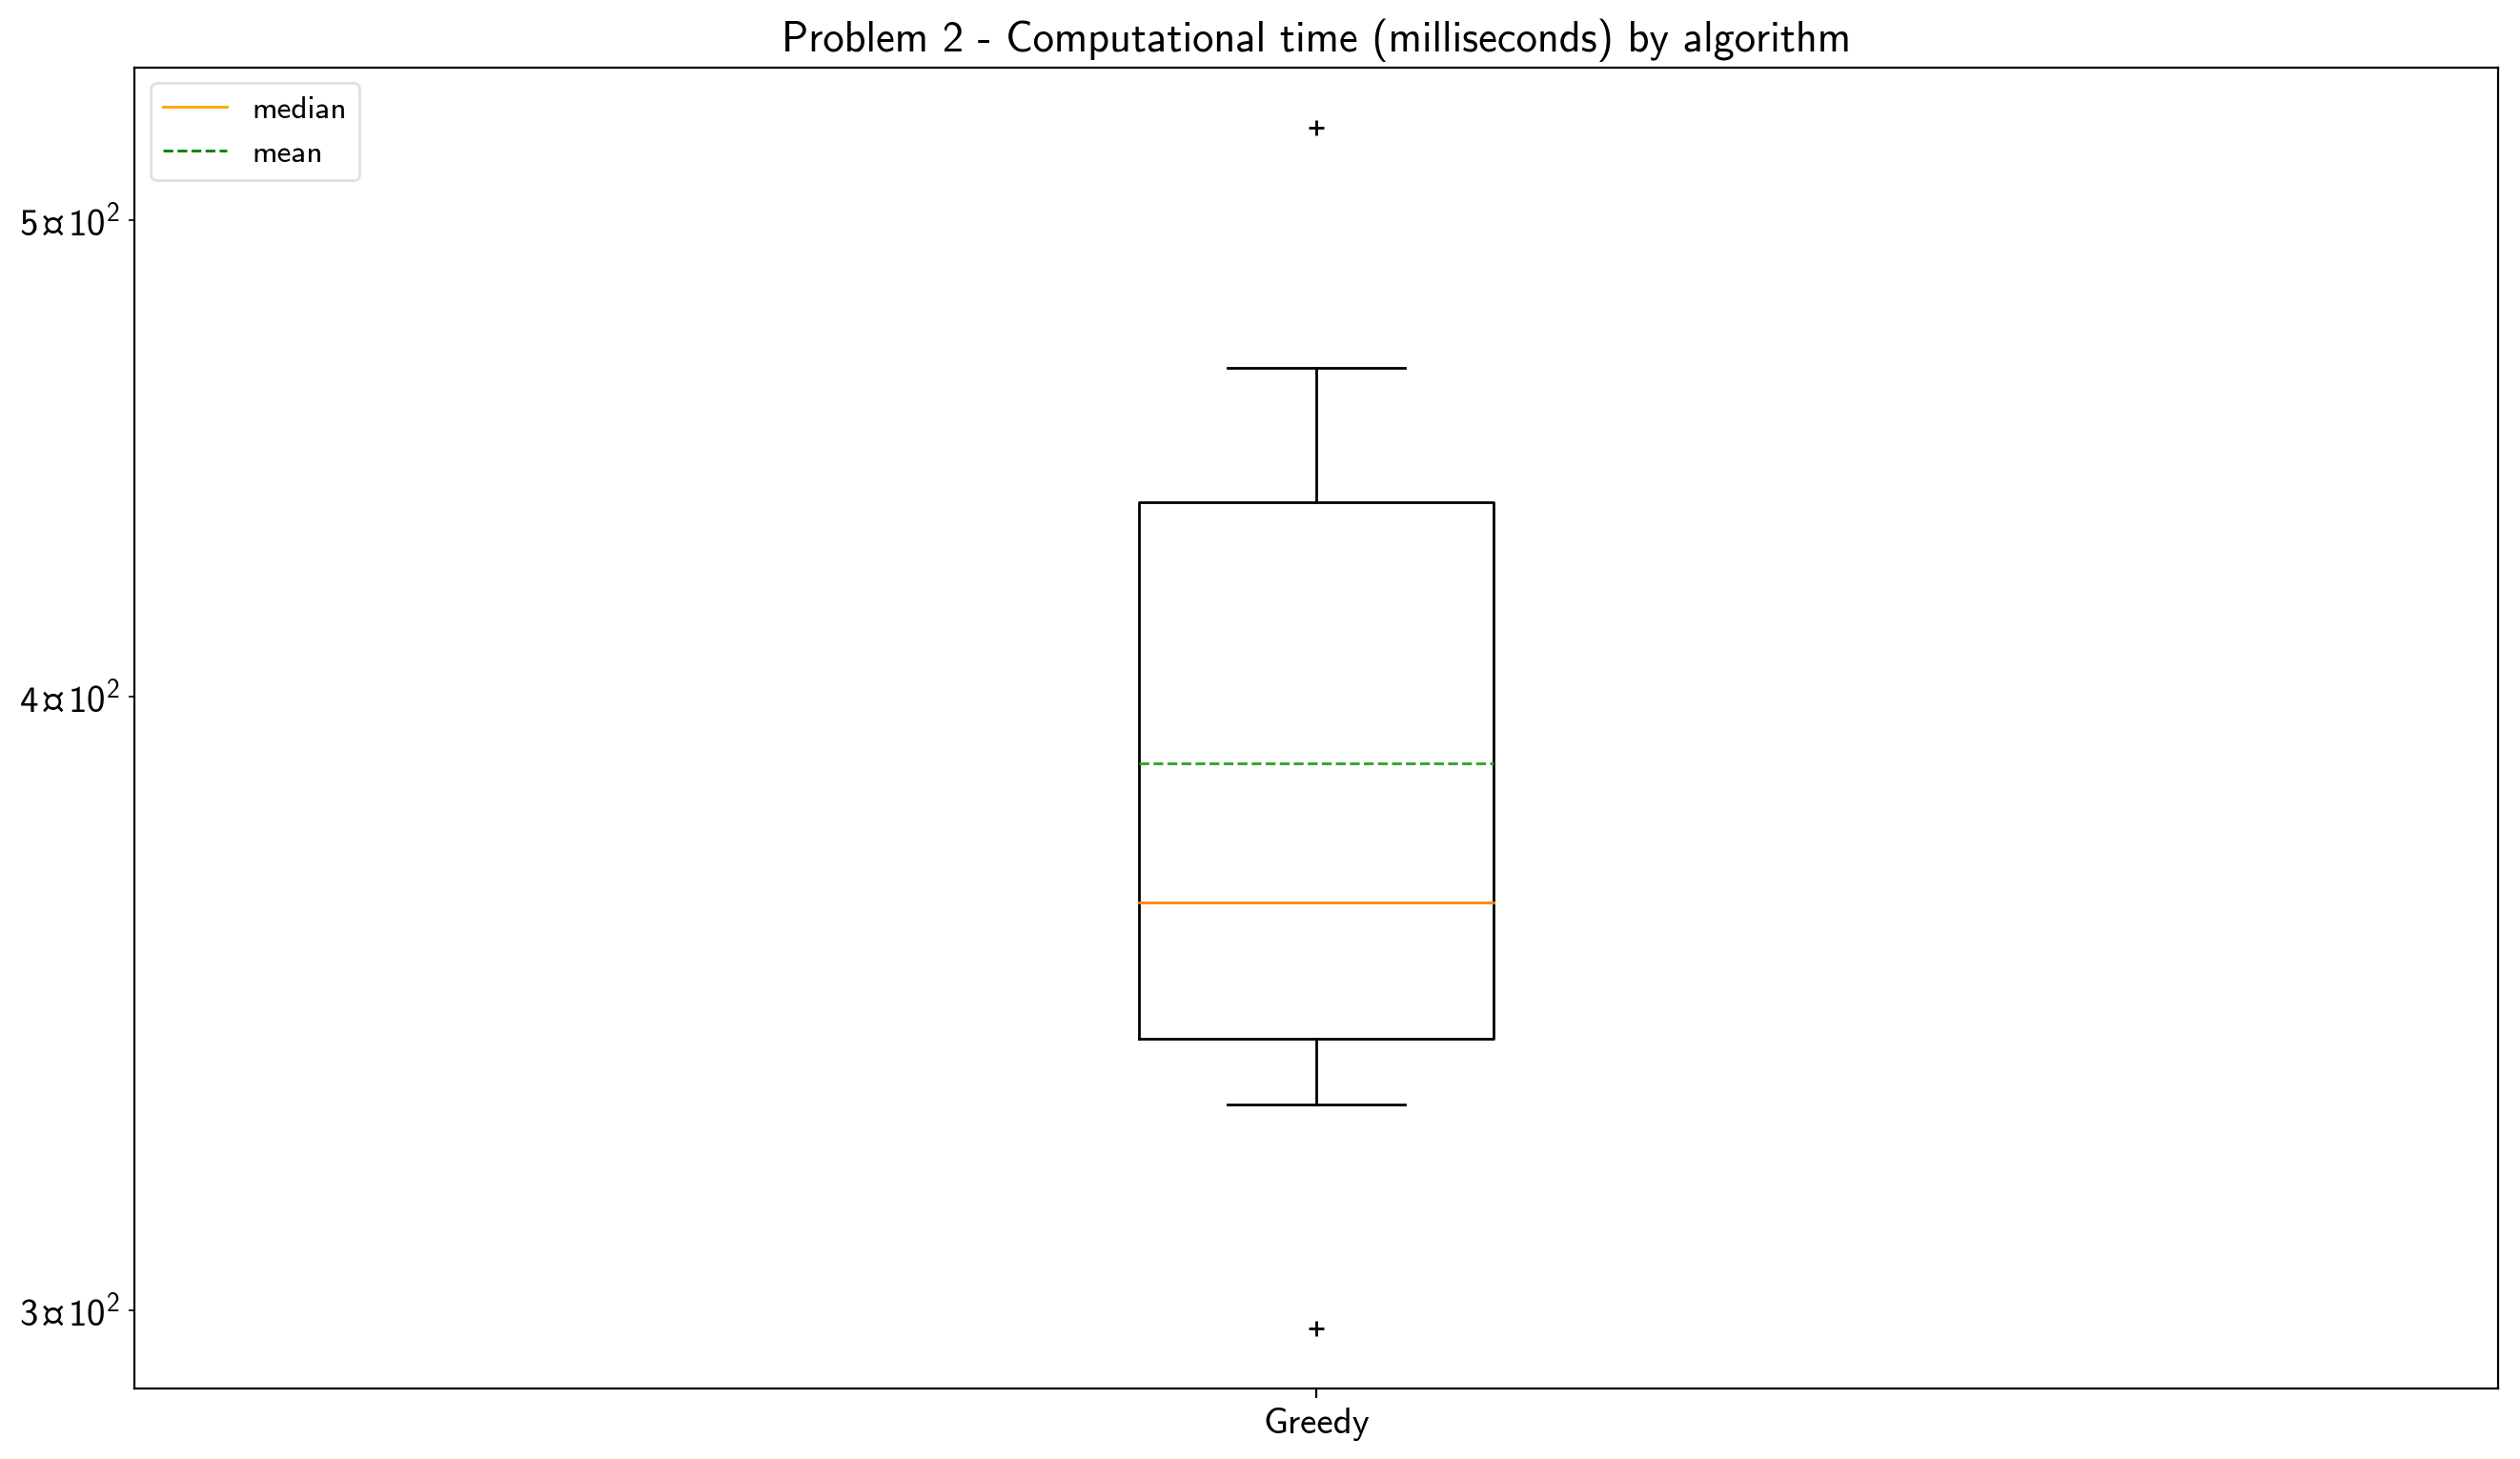 Problem 2 - Computational time (milliseconds) by algorithm
median
mean
5¤10²
4¤10²
3¤10²
Greedy